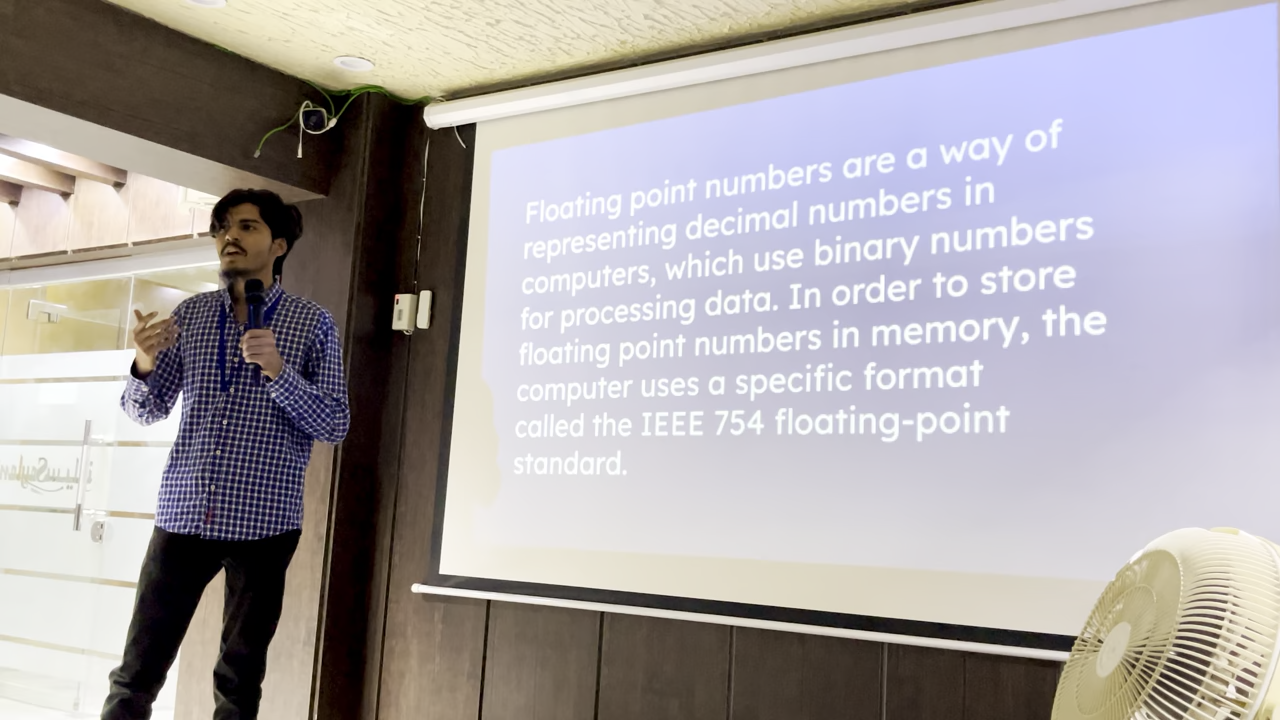 Floating point numbers are a way of
representing decimal numbers in
computers, which use binary numbers
for processing data. In order to store
floating point numbers in memory, the
computer uses a specific format
called the IEEE 754 floating-point
standard.